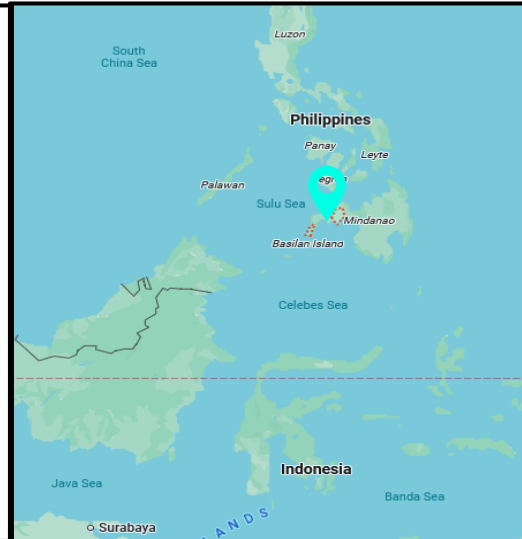 Luzon
South
China Sea
Philippines
Panay
Leyte
Palawan
Sulu Sea
Mindanao
Basilan Island
Celebes Sea
Indonesia
Java Sea
Banda Sea
Surabaya
LANDS